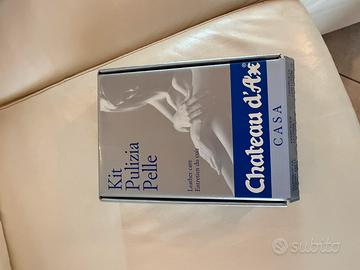 Kit
Pulizia
Pelle
Leather care
Entretien du cuir
Chateau d'Ax®
CASA
subito